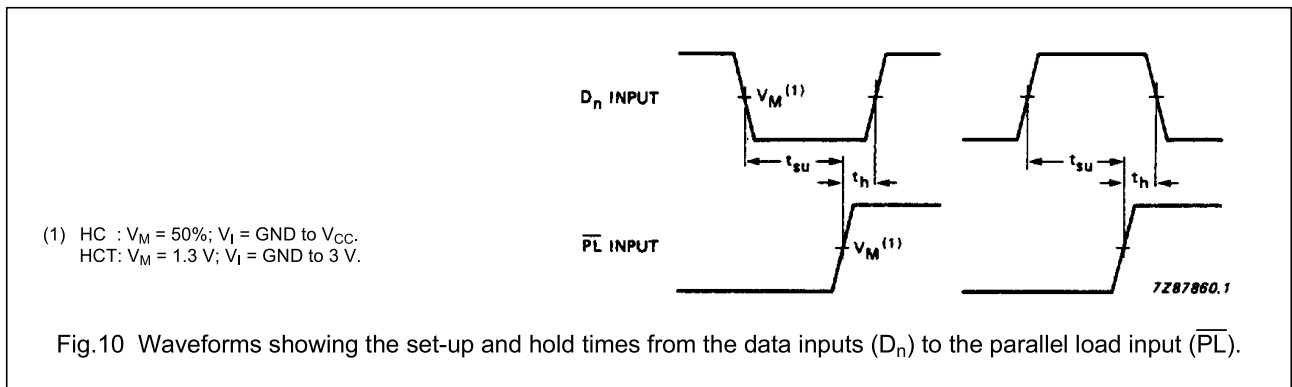 Dn INPUT
VM(1)
tsu
th
tsu
th
(1) HC : VM = 50%; VI = GND to VCC.
HCT: VM = 1.3 V; VI = GND to 3 V.
PL INPUT
VM(1)
7Z87860.1
Fig.10 Waveforms showing the set-up and hold times from the data inputs (Dn) to the parallel load input (PL).